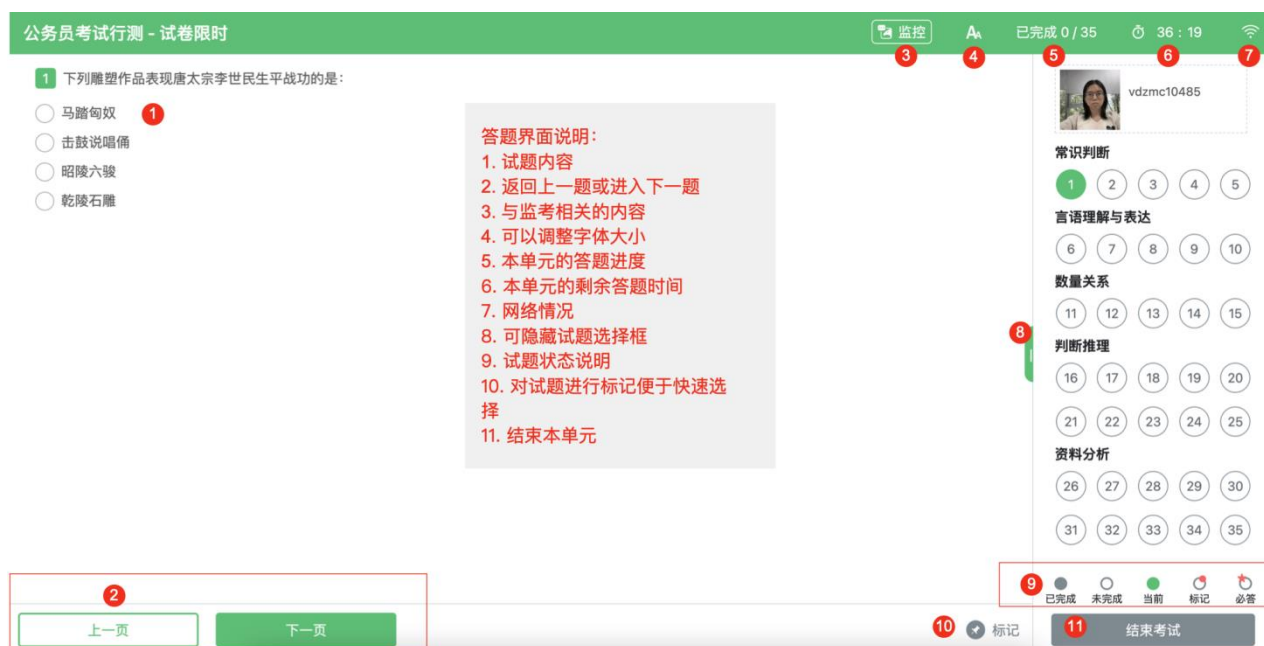 公务员考试行测 - 试卷限时
监控
AA
已完成 0 / 35
36 : 19
3
4
5
6
7
1 下列雕塑作品表现唐太宗李世民生平战功的是：
马踏匈奴
1
击鼓说唱俑
昭陵六骏
乾陵石雕
答题界面说明：
1. 试题内容
2. 返回上一题或进入下一题
3. 与监考相关的内容
4. 可以调整字体大小
5. 本单元的答题进度
6. 本单元的剩余答题时间
7. 网络情况
8. 可隐藏试题选择框
9. 试题状态说明
10. 对试题进行标记便于快速选
择
11. 结束本单元
vdzmc10485
常识判断
1 2 3 4 5
言语理解与表达
6 7 8 9 10
数量关系
11 12 13 14 15
8
判断推理
16 17 18 19 20
21 22 23 24 25
资料分析
26 27 28 29 30
31 32 33 34 35
9
已完成 未完成 当前 标记 必答
2
上一页
下一页
10
标记
11
结束考试